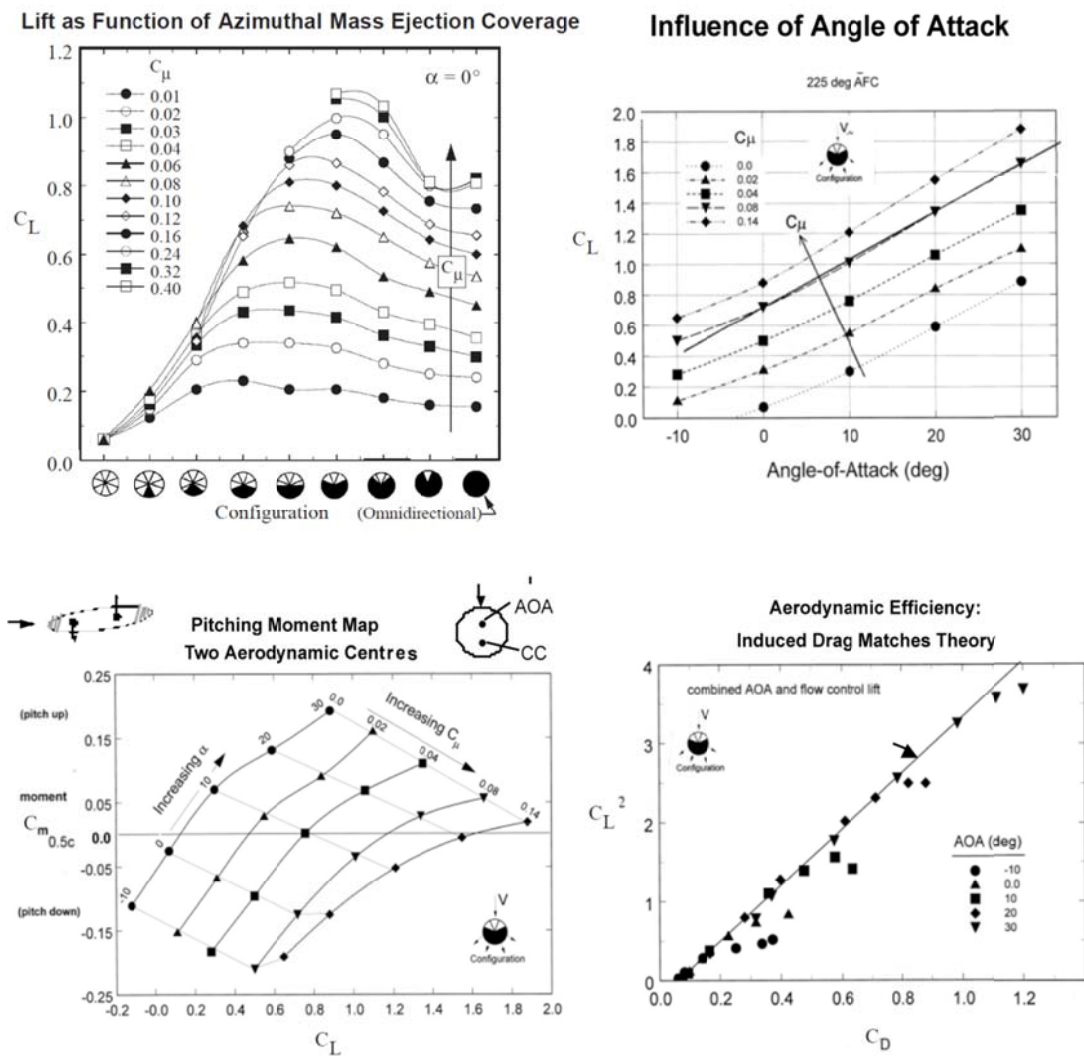 Lift as Function of Azimuthal Mass Ejection Coverage
1.2
1.0
0.8
0.6
0.4
0.2
0.0
C_L
C_μ
0.01
0.02
0.03
0.04
0.06
0.08
0.10
0.12
0.16
0.24
0.32
0.40
α = 0°
C_μ
Configuration
(Omnidirectional)
Influence of Angle of Attack
225 deg AFC
2.0
1.8
1.6
1.4
1.2
1.0
0.8
0.6
0.4
0.2
0.0
C_L
Cμ
0.0
0.02
0.04
0.08
0.14
V∞
Configuration
Cμ
-10 0 10 20 30
Angle-of-Attack (deg)
Pitching Moment Map
Two Aerodynamic Centres
AOA
CC
0.25
(pitch up)
0.15
moment
0.05
C_m 0.5c
0.0
-0.05
(pitch down)
-0.15
-0.25
Increasing α
-10
0
10
20
30
Increasing C_μ
0.0
0.02
0.04
0.08
0.14
V
Configuration
-0.2 0.0 0.2 0.4 0.6 0.8 1.0 1.2 1.4 1.6 1.8 2.0
C_L
Aerodynamic Efficiency:
Induced Drag Matches Theory
combined AOA and flow control lift
V
Configuration
4
3
2
1
0
C_L^2
AOA (deg)
-10
0.0
10
20
30
0.0 0.2 0.4 0.6 0.8 1.0 1.2
C_D